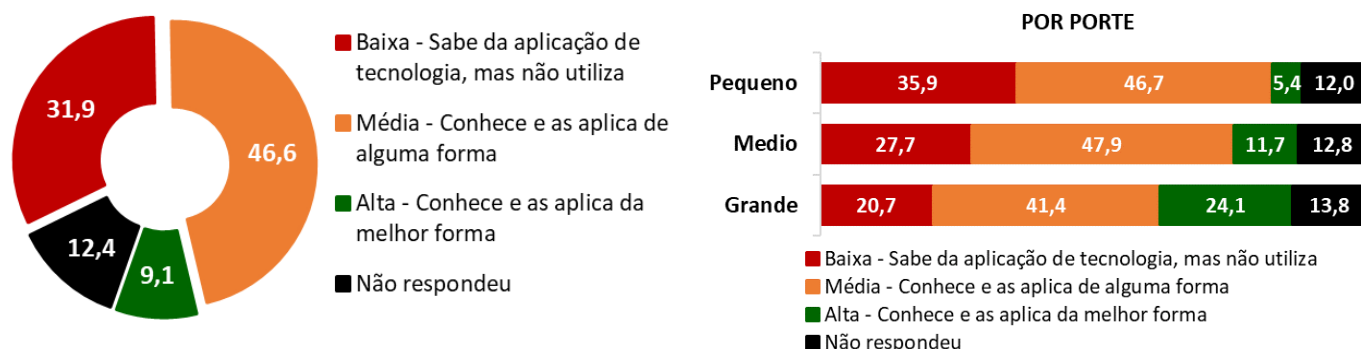 31,9
46,6
12,4
9,1
Baixa - Sabe da aplicação de
tecnologia, mas não utiliza
Média - Conhece e as aplica de
alguma forma
Alta - Conhece e as aplica da
melhor forma
Não respondeu
POR PORTE
Pequeno 35,9 46,7 5,4 12,0
Medio 27,7 47,9 11,7 12,8
Grande 20,7 41,4 24,1 13,8
Baixa - Sabe da aplicação de tecnologia, mas não utiliza
Média - Conhece e as aplica de alguma forma
Alta - Conhece e as aplica da melhor forma
Não respondeu